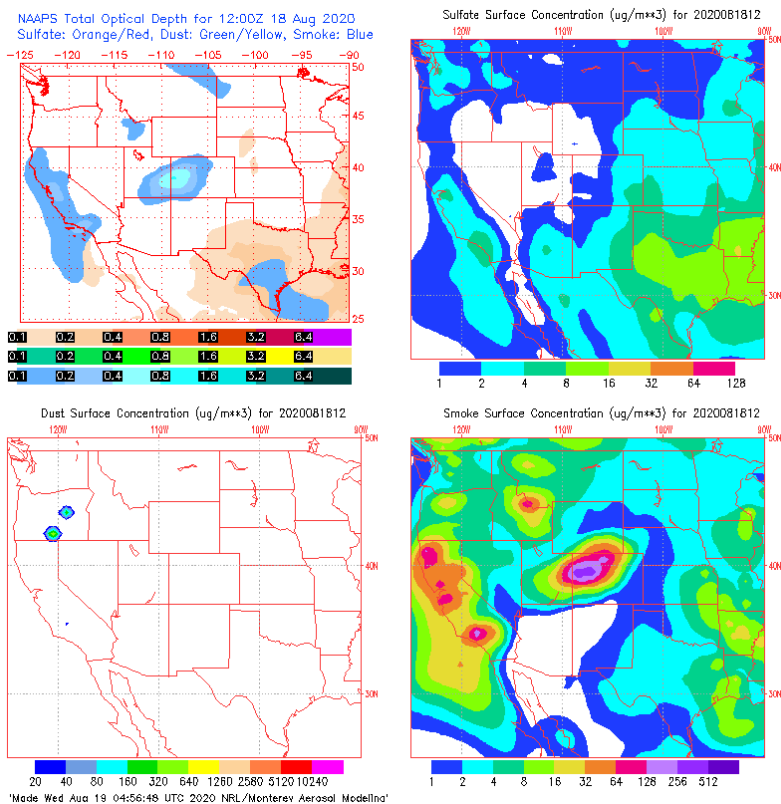 NAAPS Total Optical Depth for 12:00Z 18 Aug 2020
Sulfate: Orange/Red, Dust: Green/Yellow, Smoke: Blue
-125 -120 -115 -110 -105 -100 -95 -90
50
45
40
35
30
25
0.1 0.2 0.4 0.8 1.6 3.2 6.4
0.1 0.2 0.4 0.8 1.6 3.2 6.4
0.1 0.2 0.4 0.8 1.6 3.2 6.4
Sulfate Surface Concentration (ug/m**3) for 2020081812
120W 110W 100W 90W
50N
40N
30N
1 2 4 8 16 32 64 128
Dust Surface Concentration (ug/m**3) for 2020081812
120W 110W 100W 90W
50N
40N
30N
20 40 80 160 320 640 1260 2580 5120 10240
Smoke Surface Concentration (ug/m**3) for 2020081812
120W 110W 100W 90W
50N
40N
30N
1 2 4 8 16 32 64 128 256 512
'Made Wed Aug 19 04:56:48 UTC 2020 NRL/Monterey Aerosol Modeling'